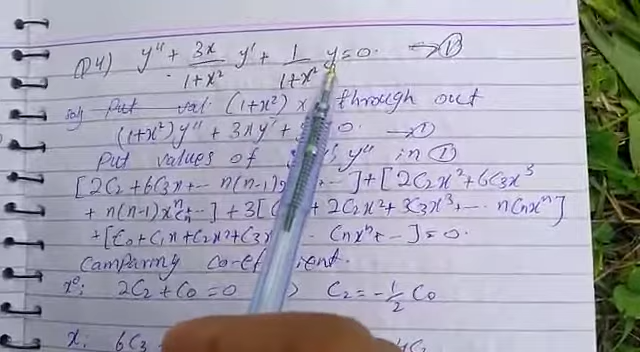 Q4) y'' + 3x/1+x² y' + 1/1+x² y = 0. → ①
sol: Put val (1+x²) x through out
(1+x²)y'' + 3xy' + 0. → ①
Put values of y'' in ①
[2C₂+6C₃x+... n(n-1)x ...] + [2C₂x²+6C₃x³
+ n(n-1)xⁿCₙ...] + 3[C + 2C₂x²+3C₃x³+... nCₙxⁿ]
+[C₀+C₁x+C₂x²+C₃x ... Cₙxⁿ+...] = 0.
Comparing co-efficient.
x⁰; 2C₂+C₀=0 C₂ = -1/2 C₀
x; 6C₃